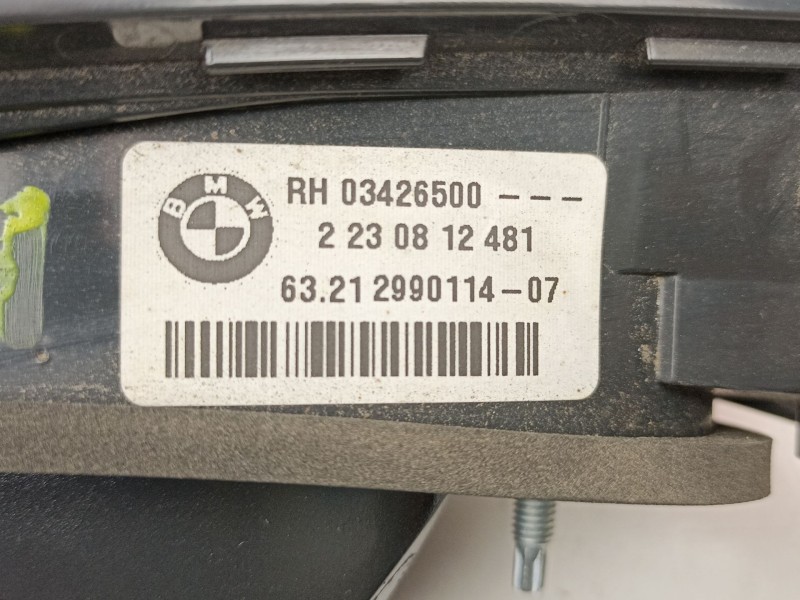 BMW
RH 03426500 - - -
2 23 08 12 481
63.21 2990114-07